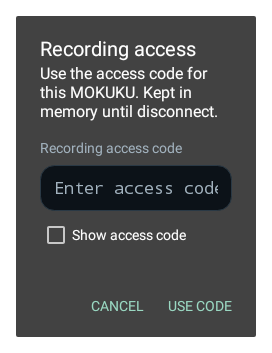 Recording access
Use the access code for
this MOKUKU. Kept in
memory until disconnect.
Recording access code
Enter access code
Show access code
CANCEL USE CODE